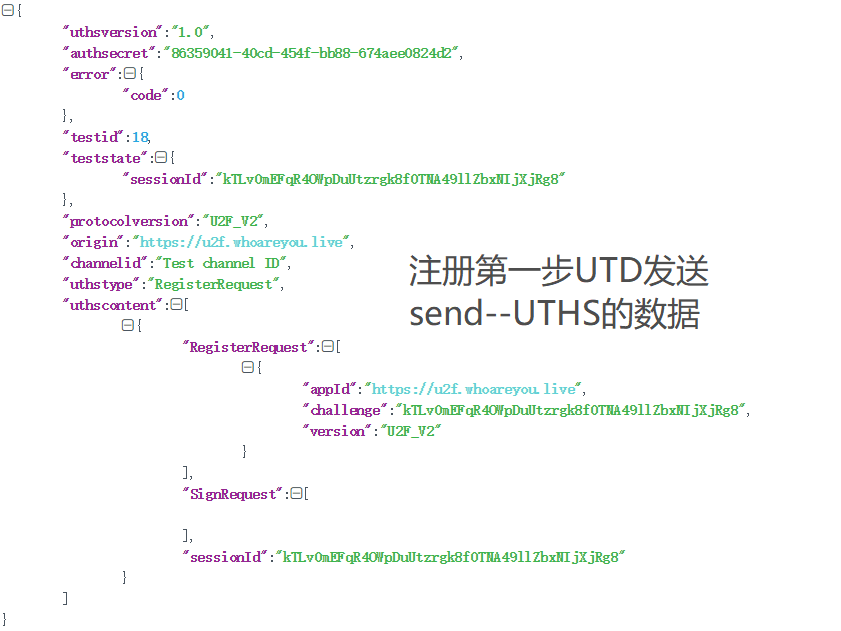 {
"uthsversion":"1.0",
"authsecret":"86359041-40cd-454f-bb88-674aee0824d2",
"error":{
"code":0
},
"testid":18,
"teststate":{
"sessionId":"kTLv0mEFqR4OWpDuUtzrgk8f0TNA49llZbxNIjXjRg8"
},
"protocolversion":"U2F_V2",
"origin":"https://u2f.whoareyou.live",
"channelid":"Test channel ID",
"uthstype":"RegisterRequest",
"uthscontent":[
{
"RegisterRequest":[
{
"appId":"https://u2f.whoareyou.live",
"challenge":"kTLv0mEFqR4OWpDuUtzrgk8f0TNA49llZbxNIjXjRg8",
"version":"U2F_V2"
}
],
"SignRequest":[
],
"sessionId":"kTLv0mEFqR4OWpDuUtzrgk8f0TNA49llZbxNIjXjRg8"
}
]
}
注册第一步UTD发送
send--UTHS的数据